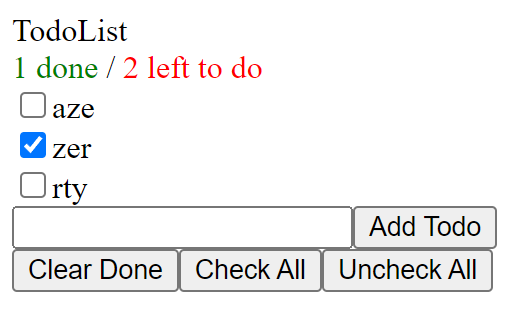 TodoList
1 done / 2 left to do
aze
zer
rty
Add Todo
Clear Done Check All Uncheck All